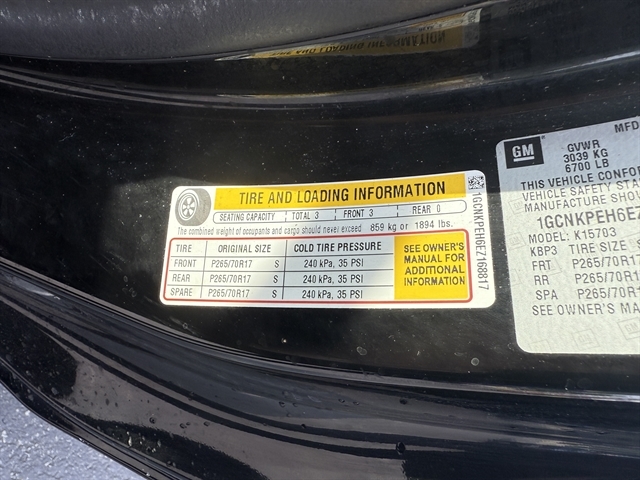 TIRE AND LOADING INFORMATION
SEATING CAPACITY TOTAL 3 FRONT 3 REAR 0
The combined weight of occupants and cargo should never exceed 859 kg or 1894 lbs.
TIRE ORIGINAL SIZE COLD TIRE PRESSURE
FRONT P265/70R17 S 240 kPa, 35 PSI
REAR P265/70R17 S 240 kPa, 35 PSI
SPARE P265/70R17 S 240 kPa, 35 PSI
SEE OWNER'S
MANUAL FOR
ADDITIONAL
INFORMATION
1GCNKPEH6EZ168817
GM
MFD
GVWR
3039 KG
6700 LB
THIS VEHICLE CONFOR
VEHICLE SAFETY STA
MANUFACTURE SHOW
1GCNKPEH6EZ
MODEL: K15703
KBP3 TIRE SIZE
FRT P265/70R1
RR P265/70R1
SPA P265/70R1
SEE OWNER'S MANUA